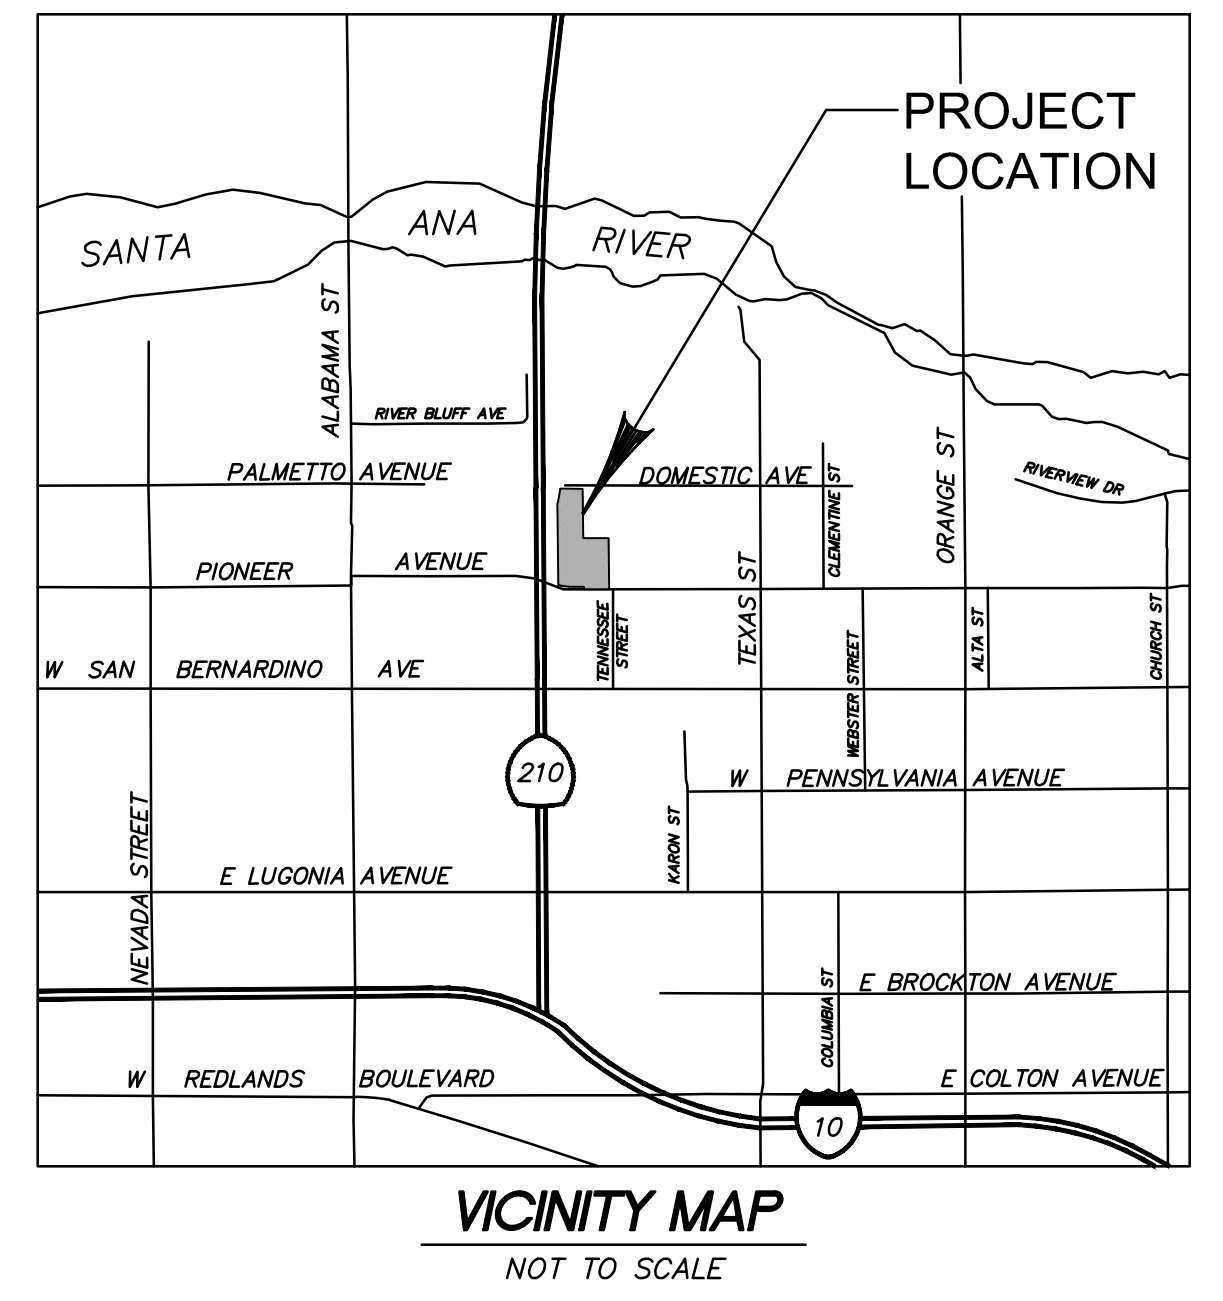 PROJECT
LOCATION
SANTA ANA RIVER
ALABAMA ST
RIVER BLUFF AVE
PALMETTO AVENUE
DOMESTIC AVE
CLEMENTINE ST
ORANGE ST
RIVERVIEW DR
PIONEER AVENUE
TENNESSEE
STREET
TEXAS ST
WEBSTER STREET
ALTA ST
CHURCH ST
W SAN BERNARDINO AVE
210
W PENNSYLVANIA AVENUE
KARON ST
NEVADA STREET
E LUGONIA AVENUE
COLUMBIA ST
E BROCKTON AVENUE
W REDLANDS BOULEVARD
E COLTON AVENUE
10
VICINITY MAP
NOT TO SCALE